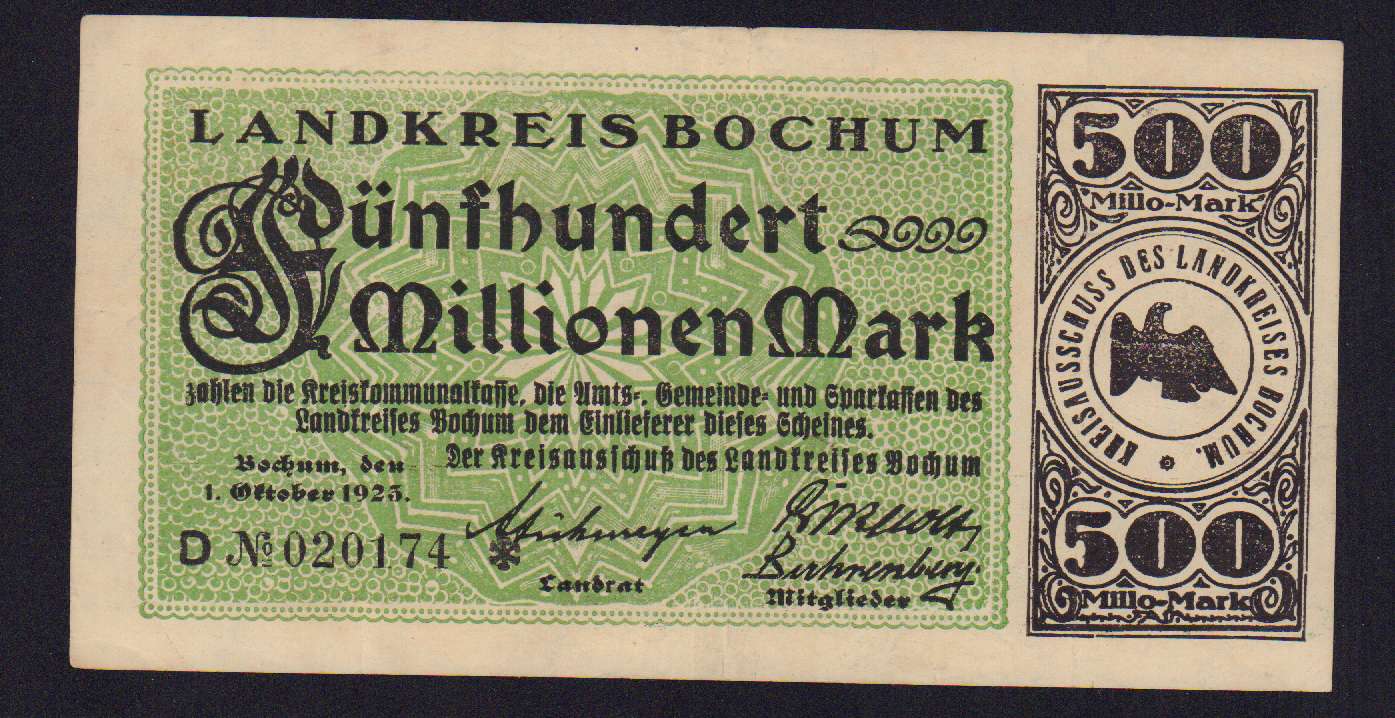 LANDKREIS BOCHUM
Fünfhundert
Millionen Mark
zahlen die Kreiskommunalkasse, die Amts-, Gemeinde- und Sparkassen des
Landkreises Bochum dem Einlieferer dieses Scheines.
Bochum, den
1. Oktober 1923.
Der Kreisausschuß des Landkreises Bochum
D № 020174
Landrat
Mitglieder
500
Millo-Mark
KREISAUSSCHUSS DES LANDKREISES BOCHUM.
500
Millo-Mark